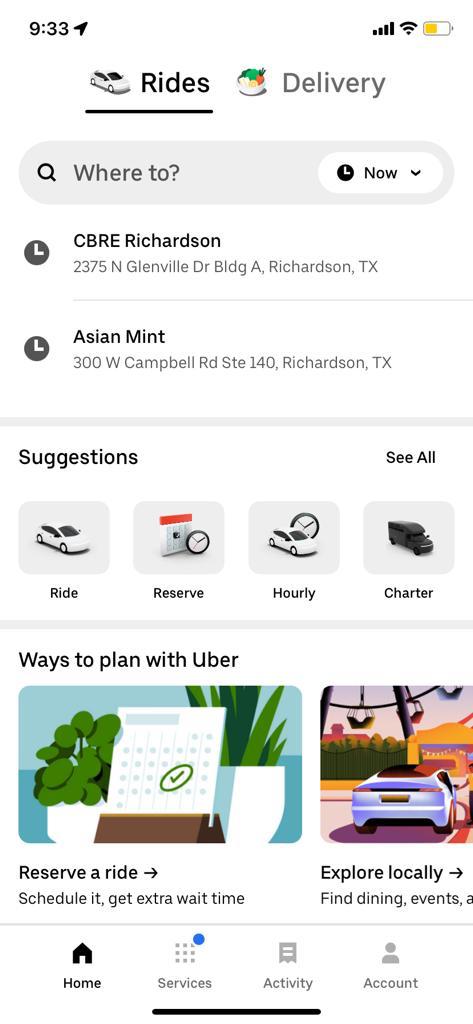 9:33
Rides
Delivery
Where to?
Now
CBRE Richardson
2375 N Glenville Dr Bldg A, Richardson, TX
Asian Mint
300 W Campbell Rd Ste 140, Richardson, TX
Suggestions
See All
Ride
Reserve
Hourly
Charter
Ways to plan with Uber
Reserve a ride →
Schedule it, get extra wait time
Explore locally →
Find dining, events, a
Home
Services
Activity
Account